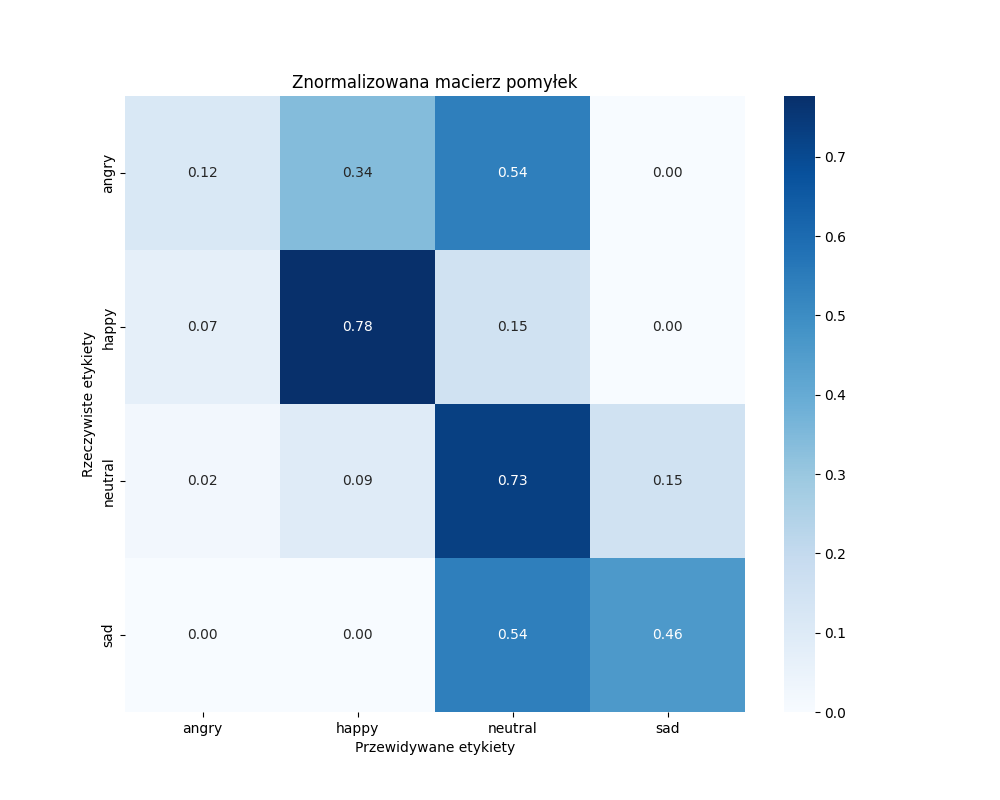 Znormalizowana macierz pomyłek
Rzeczywiste etykiety
angry
0.12 0.34 0.54 0.00
happy
0.07 0.78 0.15 0.00
neutral
0.02 0.09 0.73 0.15
sad
0.00 0.00 0.54 0.46
angry happy neutral sad
Przewidywane etykiety
0.7
0.6
0.5
0.4
0.3
0.2
0.1
0.0